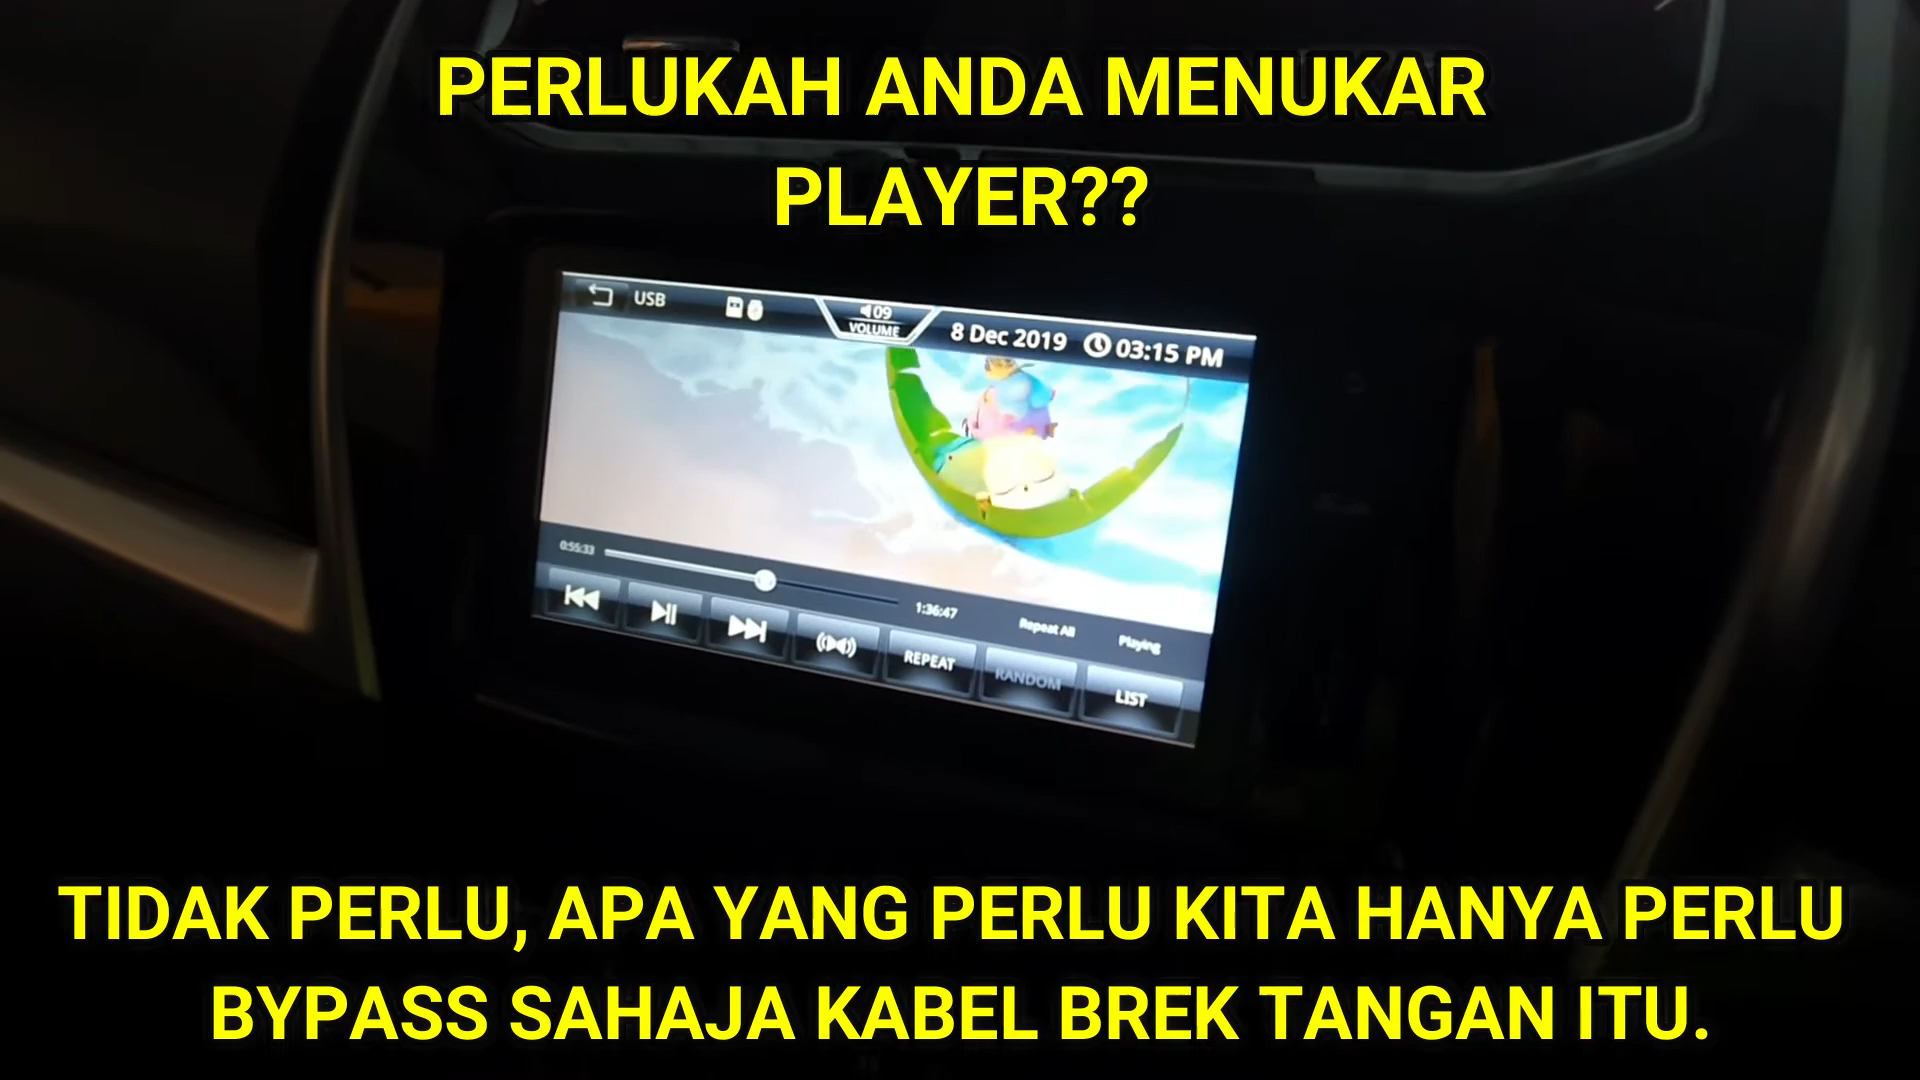 PERLUKAH ANDA MENUKAR
PLAYER??
USB
09
VOLUME
8 Dec 2019
03:15 PM
0:55:33
1:36:47
Repeat All
Playing
REPEAT
RANDOM
LIST
TIDAK PERLU, APA YANG PERLU KITA HANYA PERLU
BYPASS SAHAJA KABEL BREK TANGAN ITU.